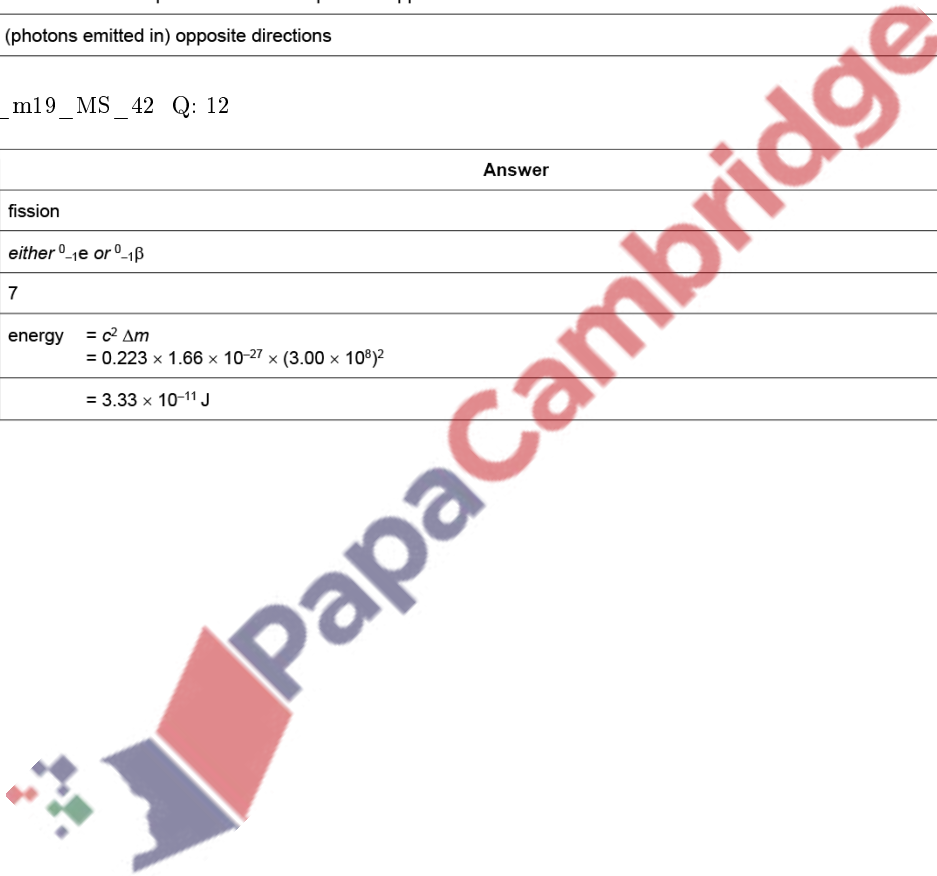 (photons emitted in) opposite directions
_m19_MS_42 Q: 12
Answer
fission
either ⁰₋₁e or ⁰₋₁β
7
energy = c² Δm
= 0.223 × 1.66 × 10⁻²⁷ × (3.00 × 10⁸)²
= 3.33 × 10⁻¹¹ J
PapaCambridge